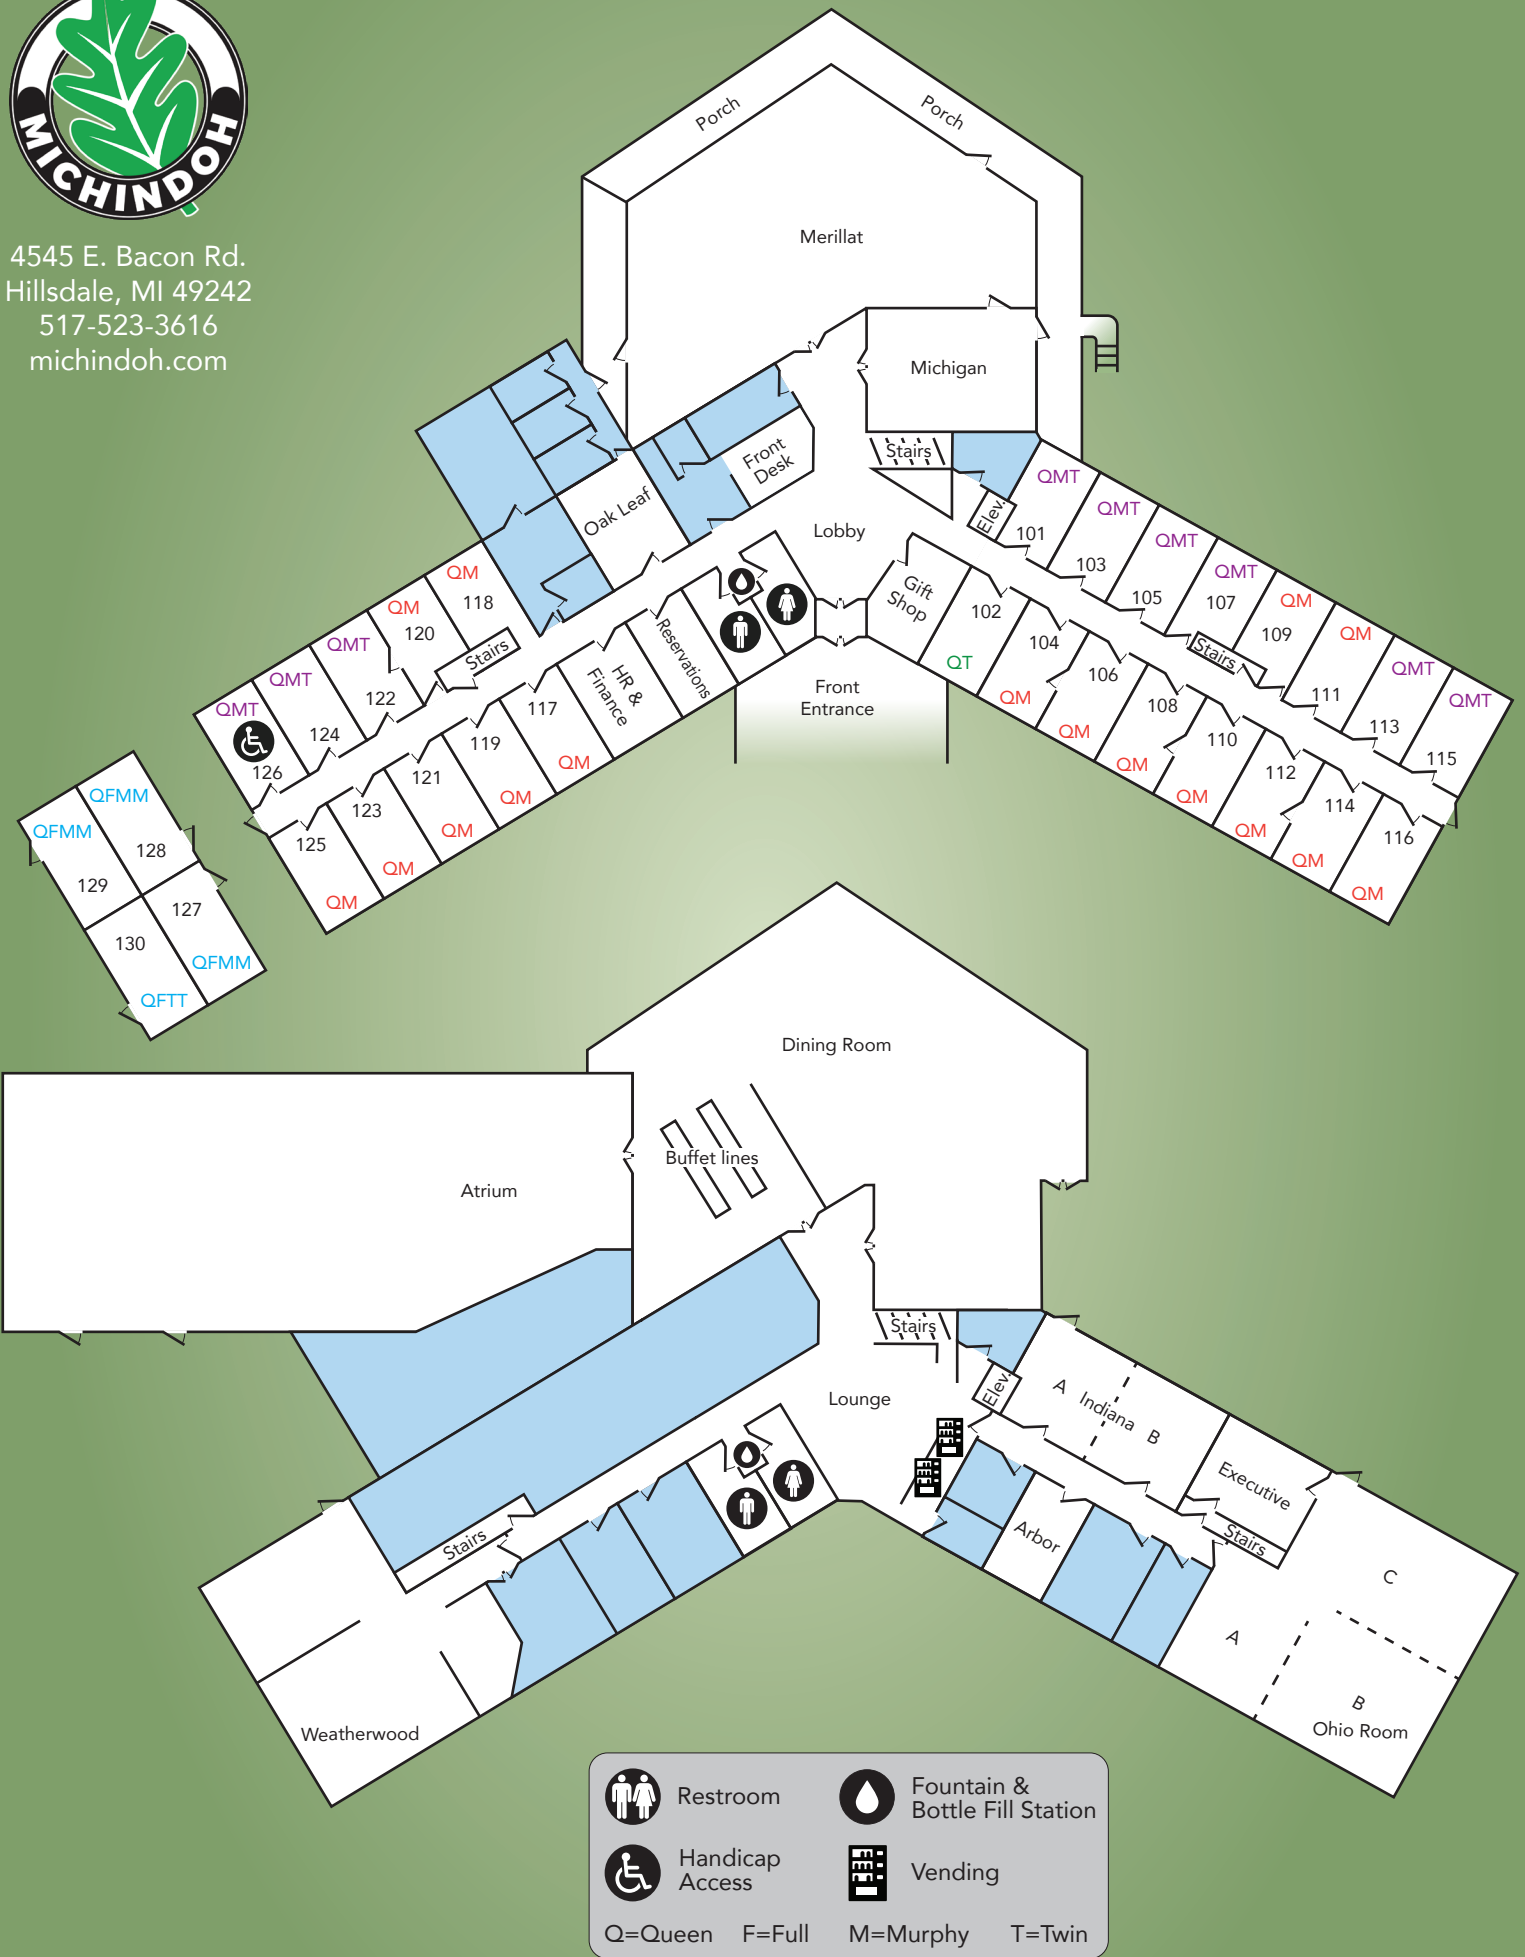 MICHINDOH
4545 E. Bacon Rd.
Hillsdale, MI 49242
517-523-3616
michindoh.com
Porch
Porch
Merillat
Michigan
Stairs
Front
Desk
Oak Leaf
Elev.
Lobby
Gift
Shop
Front
Entrance
Reservations
HR &
Finance
Stairs
Stairs
QMT
101
QMT
103
QMT
105
QMT
107
QM
109
QM
111
QMT
113
QMT
115
102
QT
104
QM
106
QM
108
QM
110
QM
112
QM
114
QM
116
QM
QM
118
QM
120
QMT
122
QMT
124
QMT
126
117
QM
119
QM
121
QM
123
QM
125
QM
QFMM
128
QFMM
129
127
QFMM
130
QFTT
Dining Room
Buffet lines
Atrium
Stairs
Lounge
Elev.
A Indiana B
Executive
Stairs
Arbor
Stairs
C
A
B
Ohio Room
Weatherwood
Restroom
Fountain &
Bottle Fill Station
Handicap
Access
Vending
Q=Queen F=Full M=Murphy T=Twin